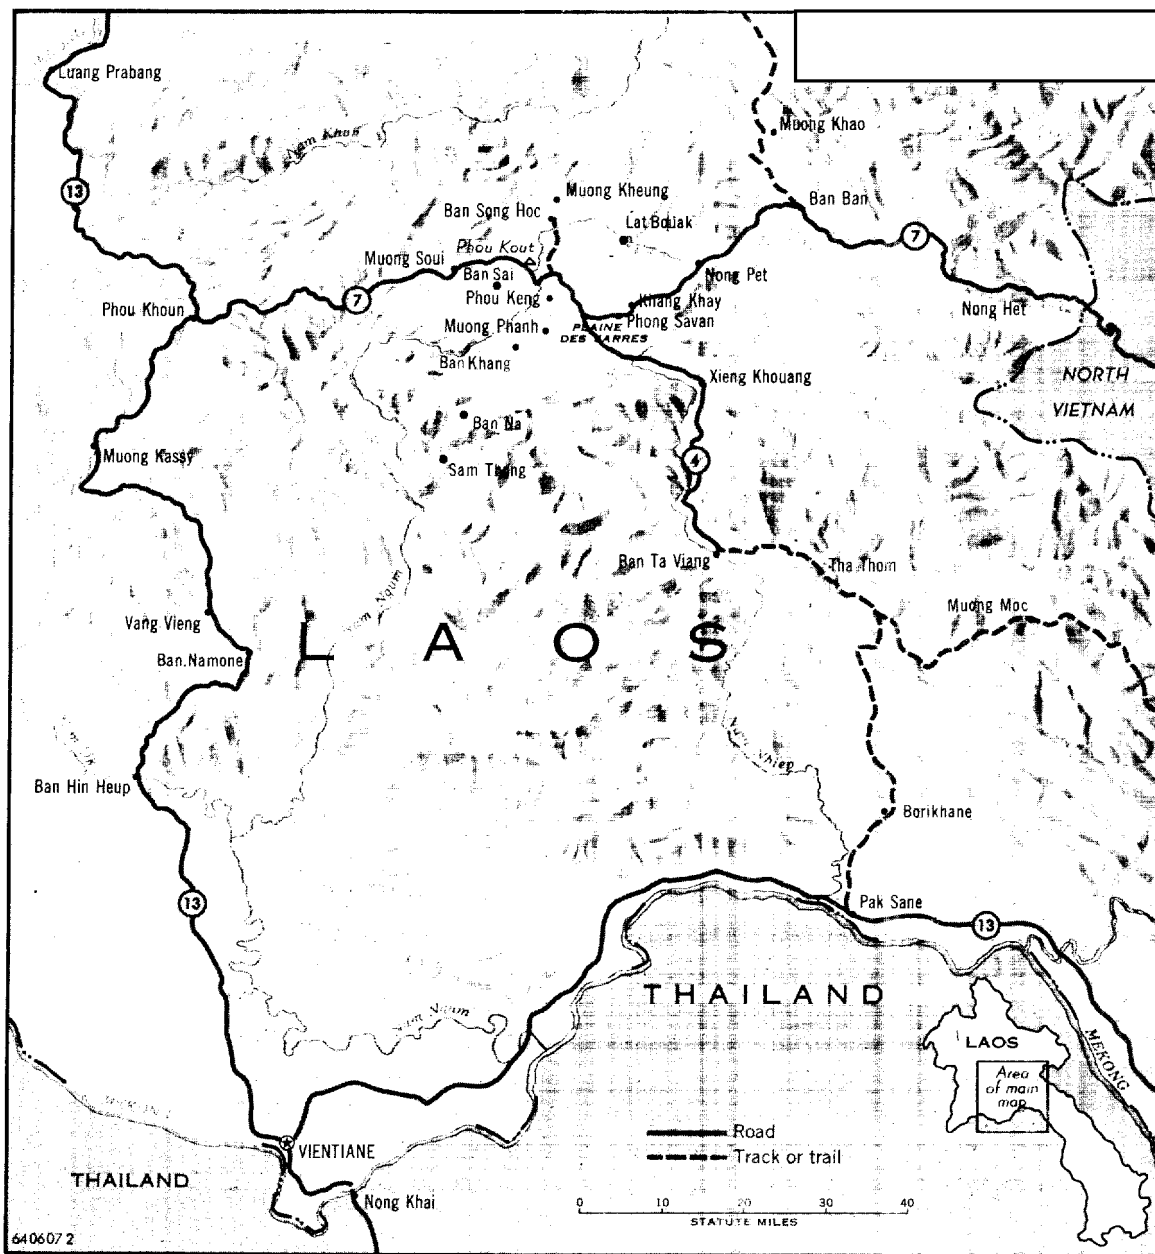 Luang Prabang
Muong Khao
Nam Khan
13
Muong Kheung
Ban Ban
Ban Song Hoc
Lat Bouak
7
Phou Kout
Muong Soui
Ban Sai
Nong Pet
Phou Keng
Khang Khay
7
Phou Khoun
Nong Het
Phong Savan
Muong Phanh
PLAINE
DES JARRES
Ban Khang
Xieng Khouang
NORTH
VIETNAM
Ban Na
Muong Kassy
4
Sam Thong
Ban Ta Viang
Tha Thom
Muong Moc
Vang Vieng
Ngum
LAOS
Ban Namone
Nam Nhiep
Ban Hin Heup
Borikhane
13
Pak Sane
13
THAILAND
Nam Ngum
MEKONG
LAOS
Area
of main
map
Road
VIENTIANE
Track or trail
THAILAND
Nong Khai
0 10 20 30 40
STATUTE MILES
640607 2